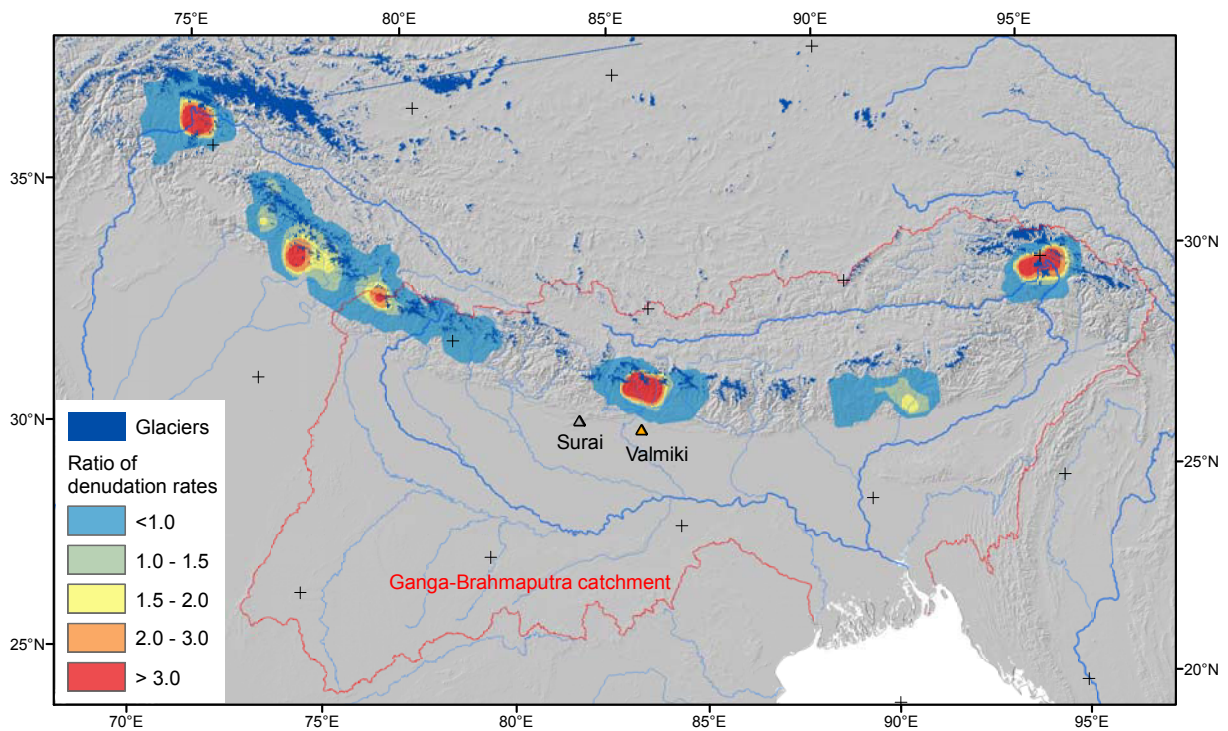 75°E 80°E 85°E 90°E 95°E
35°N
30°N
30°N
Surai
Valmiki
25°N
25°N
20°N
Ganga-Brahmaputra catchment
Glaciers
Ratio of
denudation rates
<1.0
1.0 - 1.5
1.5 - 2.0
2.0 - 3.0
> 3.0
70°E 75°E 80°E 85°E 90°E 95°E